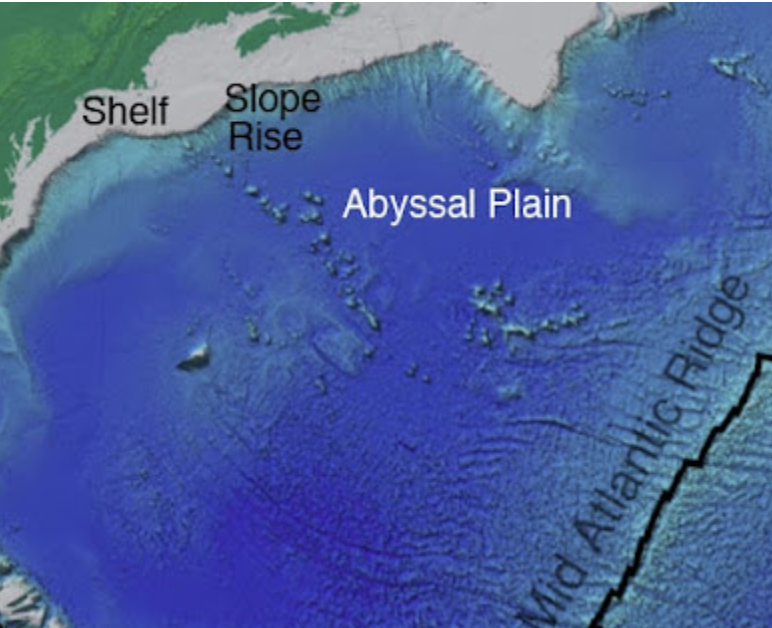 Shelf
Slope
Rise
Abyssal Plain
Mid Atlantic Ridge